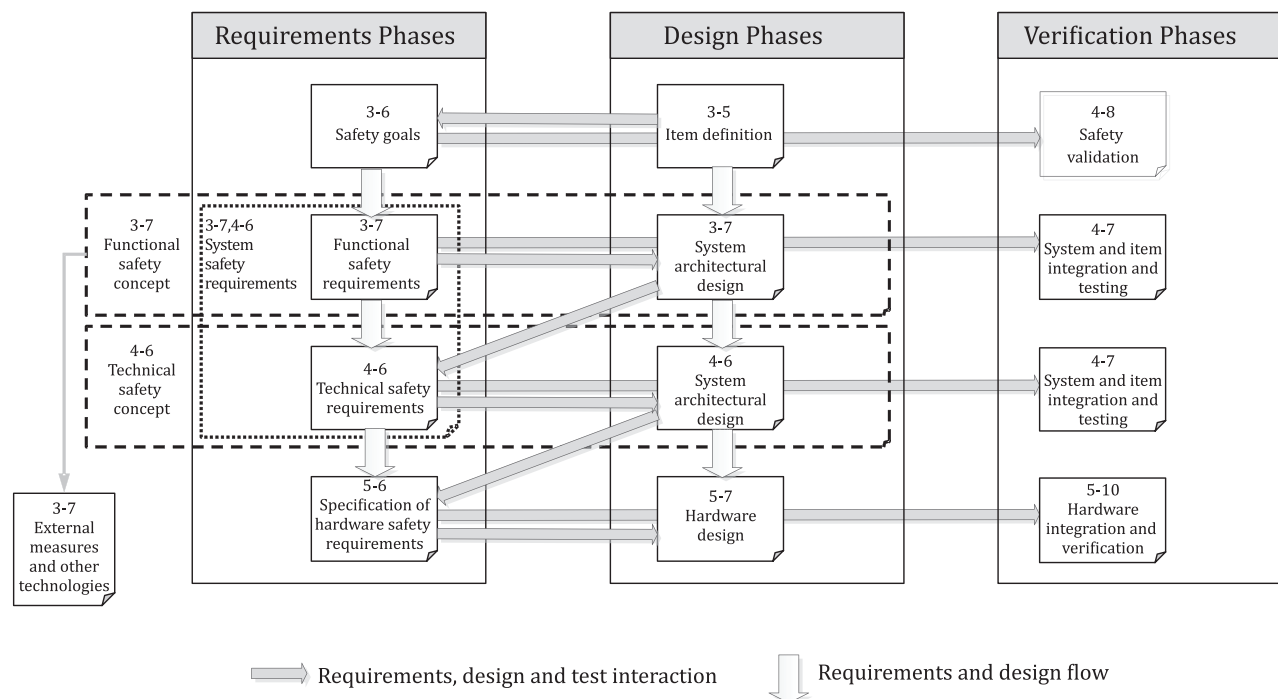 Requirements Phases
Design Phases
Verification Phases
3-6
Safety goals
3-5
Item definition
4-8
Safety
validation
3-7
Functional
safety
concept
3-7,4-6
System
safety
requirements
3-7
Functional
safety
requirements
3-7
System
architectural
design
4-7
System and item
integration and
testing
4-6
Technical
safety
concept
4-6
Technical safety
requirements
4-6
System
architectural
design
4-7
System and item
integration and
testing
3-7
External
measures
and other
technologies
5-6
Specification of
hardware safety
requirements
5-7
Hardware
design
5-10
Hardware
integration and
verification
Requirements, design and test interaction
Requirements and design flow